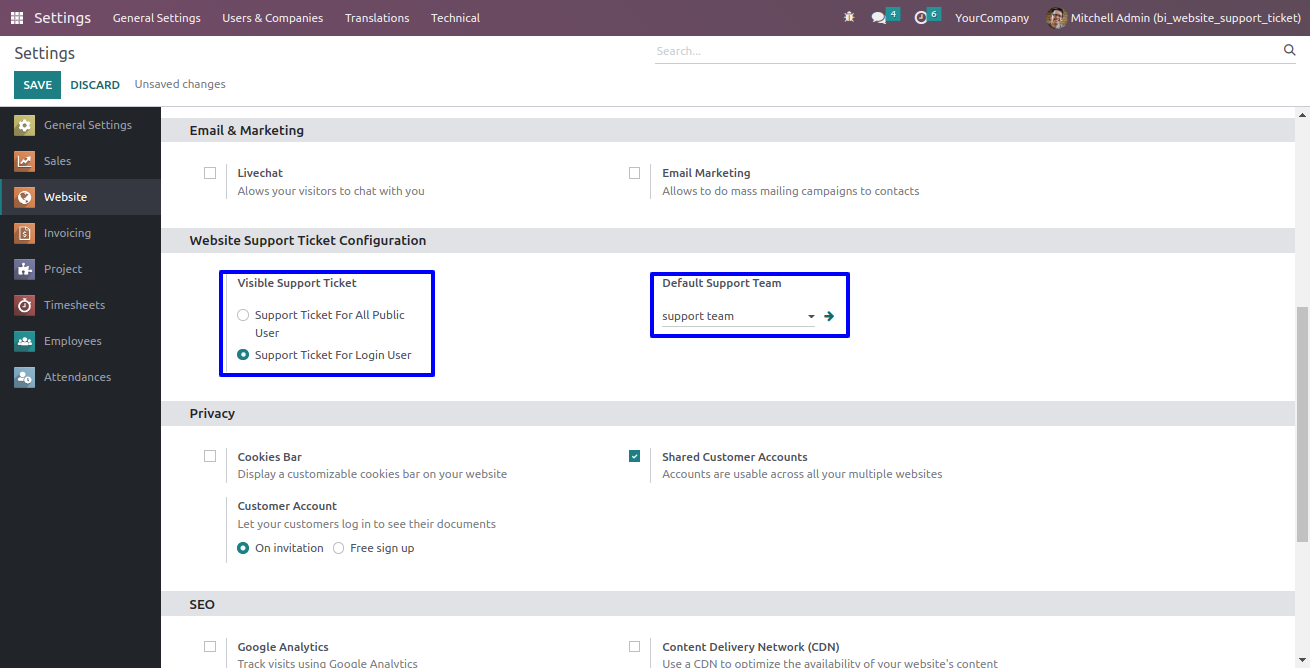 Settings General Settings Users & Companies Translations Technical 4 6 YourCompany Mitchell Admin (bi_website_support_ticket)
Settings Search...
SAVE DISCARD Unsaved changes
General Settings
Sales
Website
Invoicing
Project
Timesheets
Employees
Attendances
Email & Marketing
Livechat
Alows your visitors to chat with you
Email Marketing
Allows to do mass mailing campaigns to contacts
Website Support Ticket Configuration
Visible Support Ticket
Support Ticket For All Public
User
Support Ticket For Login User
Default Support Team
support team
Privacy
Cookies Bar
Display a customizable cookies bar on your website
Shared Customer Accounts
Accounts are usable across all your multiple websites
Customer Account
Let your customers log in to see their documents
On invitation Free sign up
SEO
Google Analytics
Track visits using Google Analytics
Content Delivery Network (CDN)
Use a CDN to optimize the availability of your website's content